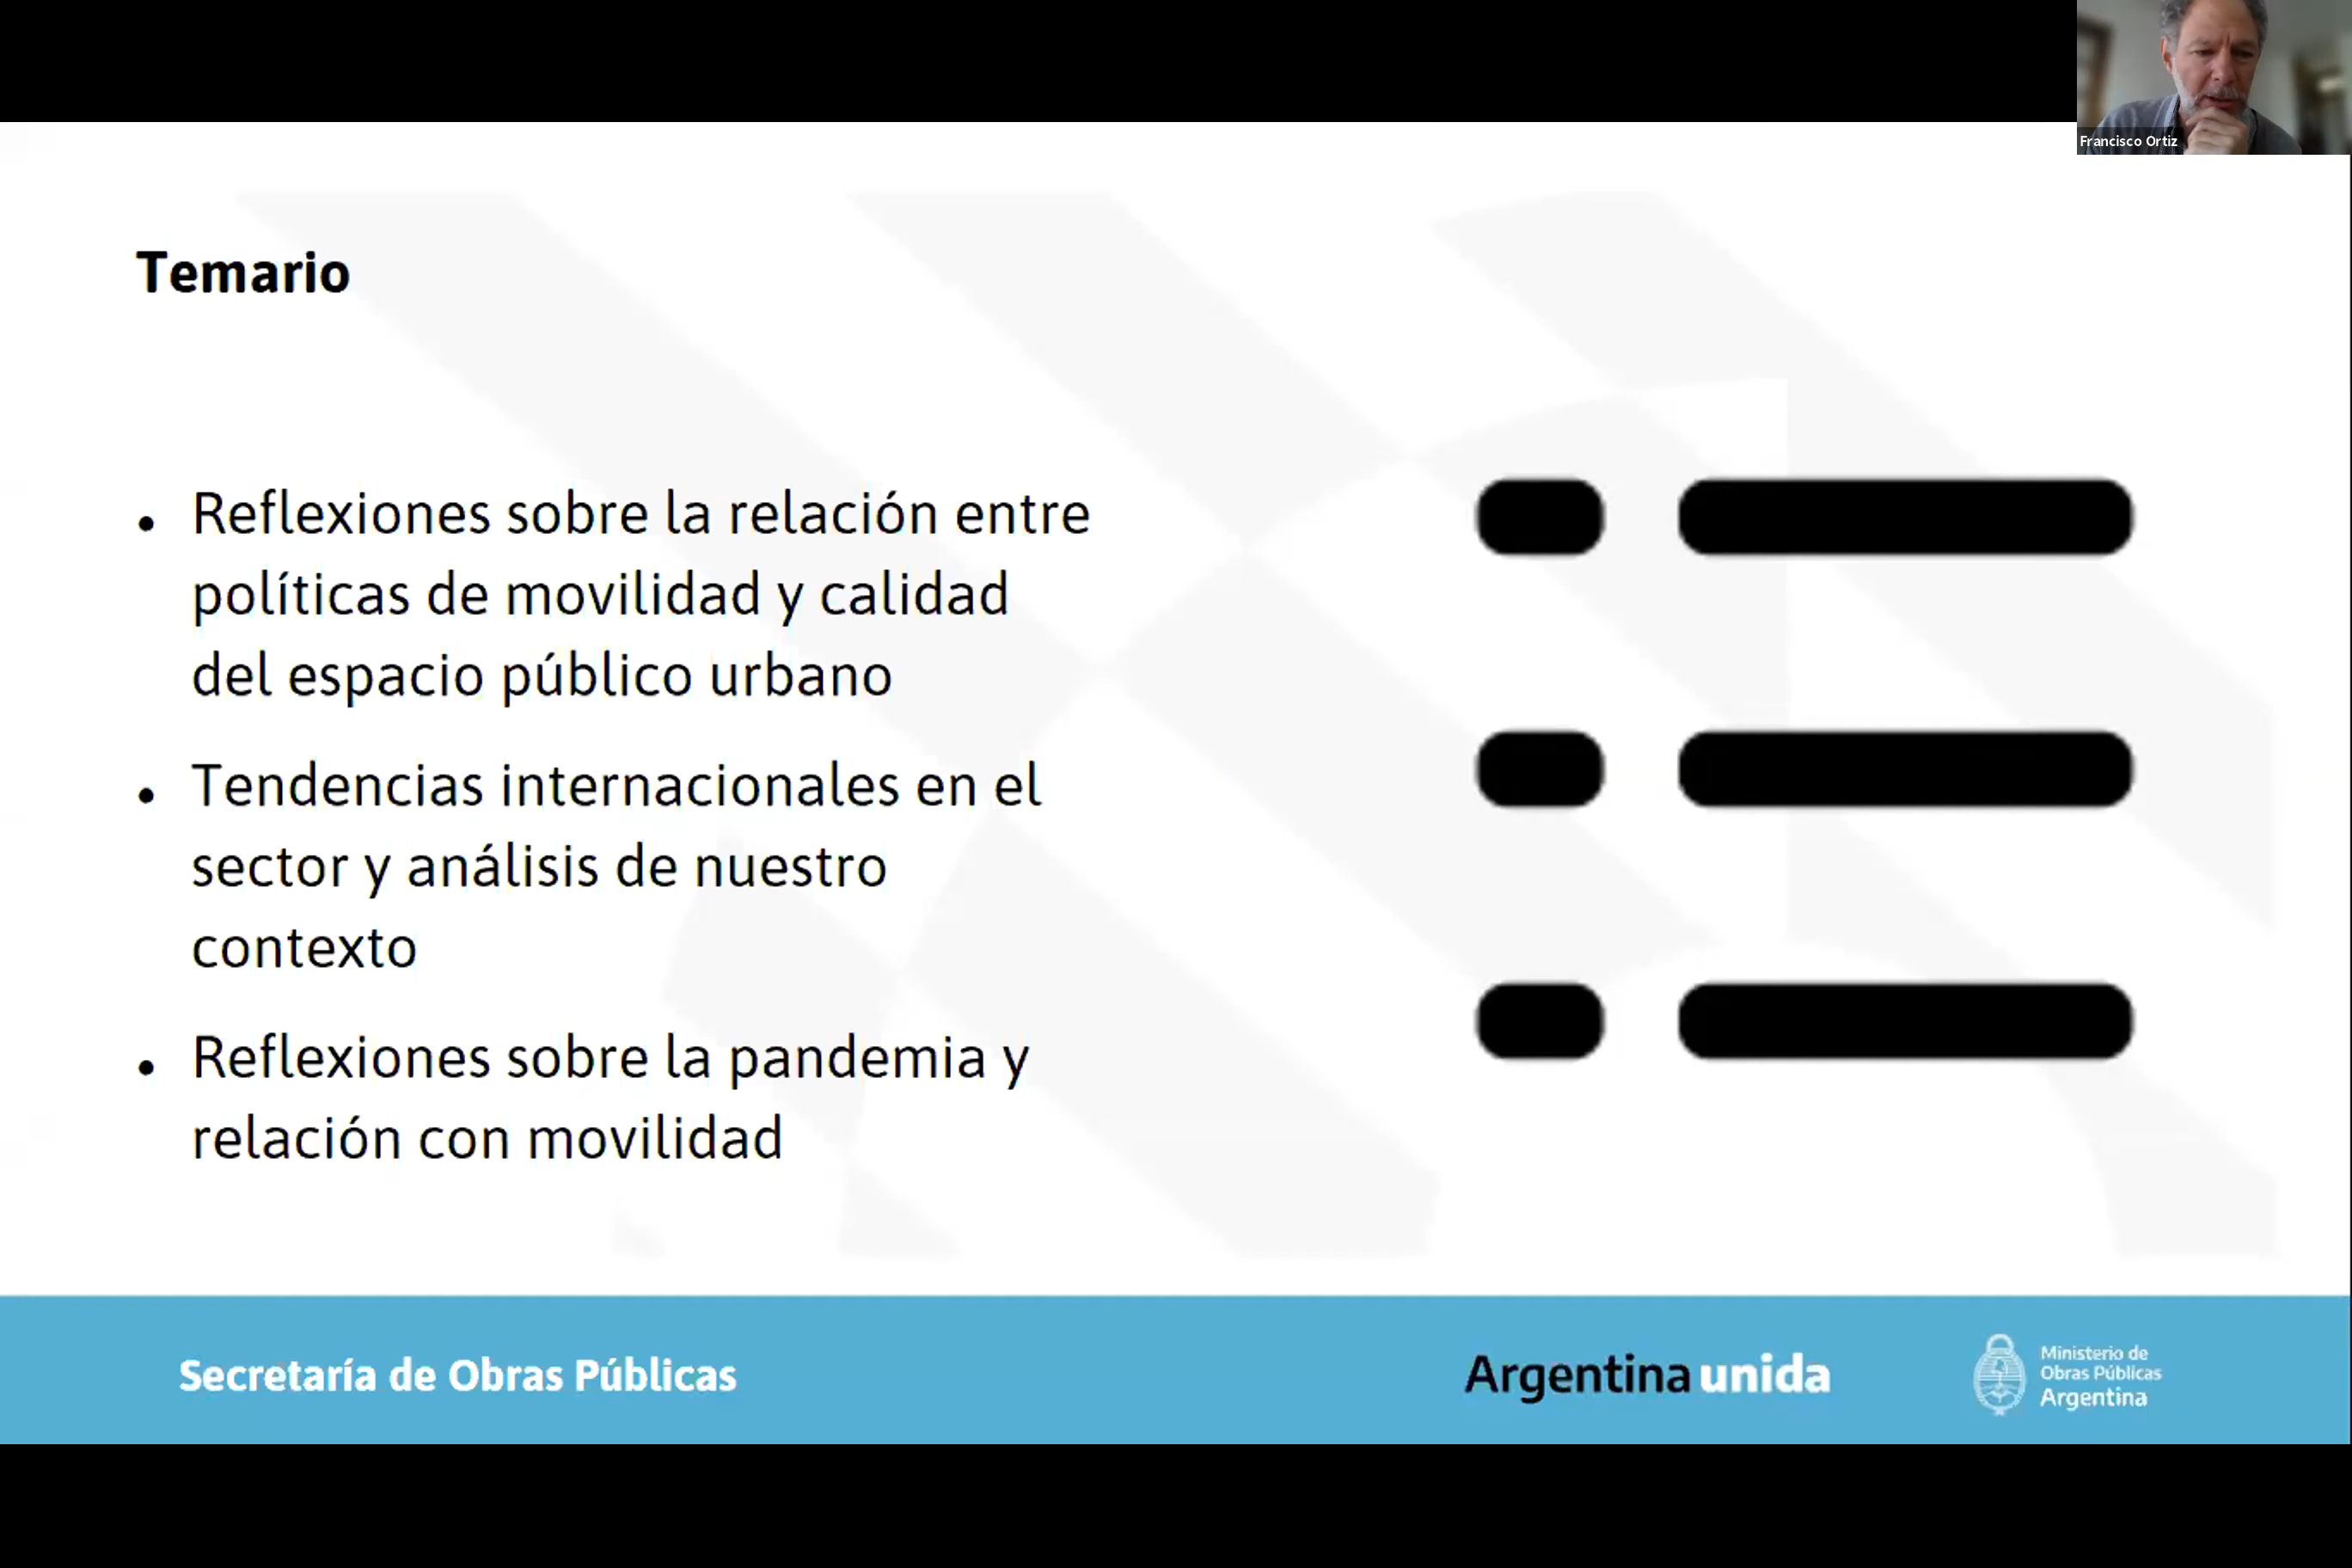 Francisco Ortiz
Temario
• Reflexiones sobre la relación entre
políticas de movilidad y calidad
del espacio público urbano
• Tendencias internacionales en el
sector y análisis de nuestro
contexto
• Reflexiones sobre la pandemia y
relación con movilidad
Secretaría de Obras Públicas
Argentina unida
Ministerio de
Obras Públicas
Argentina